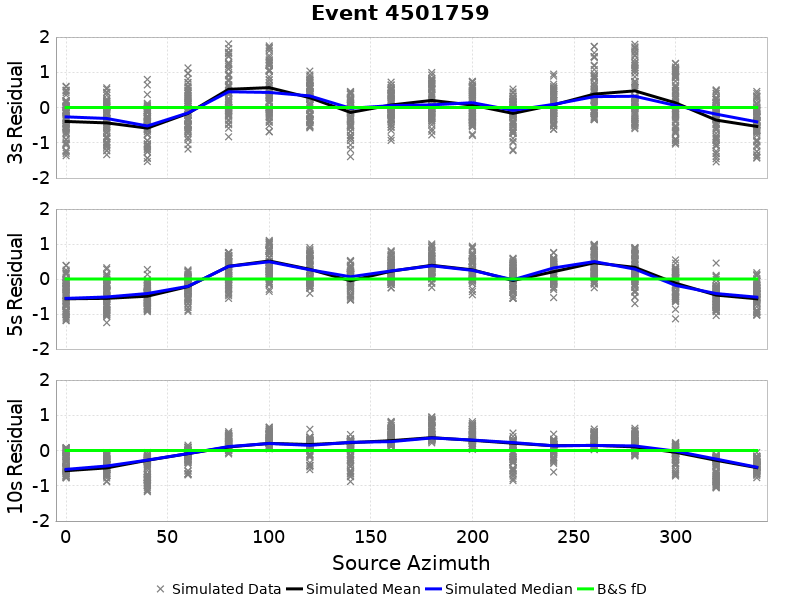 Event 4501759
3s Residual
2
1
0
-1
-2
5s Residual
2
1
0
-1
-2
10s Residual
2
1
0
-1
-2
0 50 100 150 200 250 300
Source Azimuth
Simulated Data Simulated Mean Simulated Median B&S fD